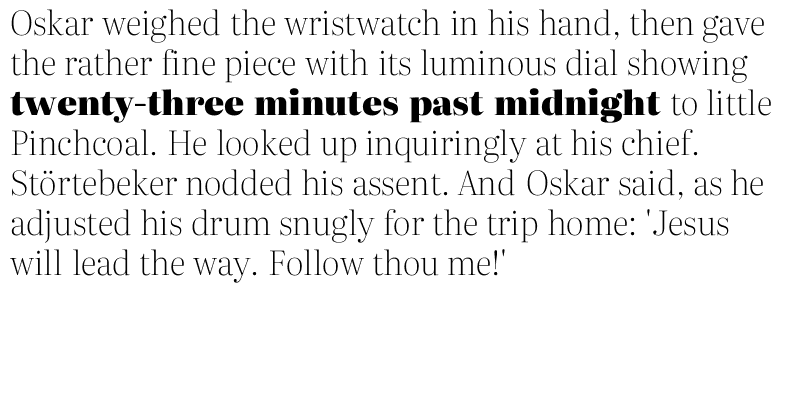 Oskar weighed the wristwatch in his hand, then gave
the rather fine piece with its luminous dial showing
twenty-three minutes past midnight to little
Pinchcoal. He looked up inquiringly at his chief.
Störtebeker nodded his assent. And Oskar said, as he
adjusted his drum snugly for the trip home: 'Jesus
will lead the way. Follow thou me!'